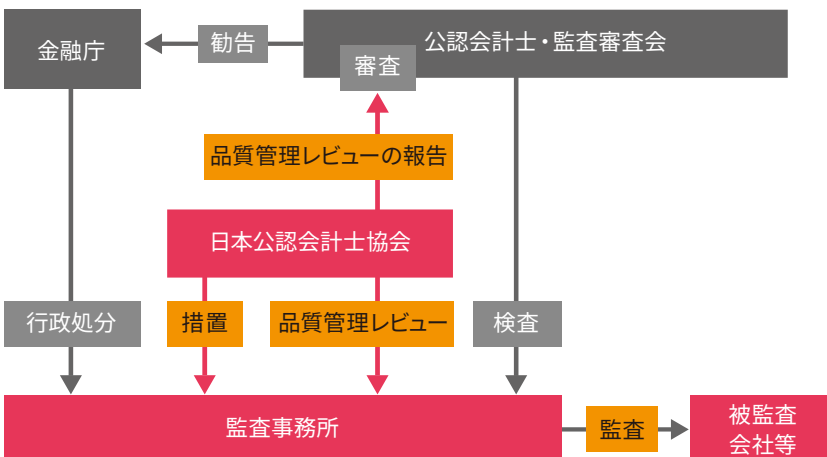 金融庁
勧告
公認会計士・監査審査会
審査
品質管理レビューの報告
日本公認会計士協会
行政処分
措置
品質管理レビュー
検査
監査事務所
監査
被監査
会社等